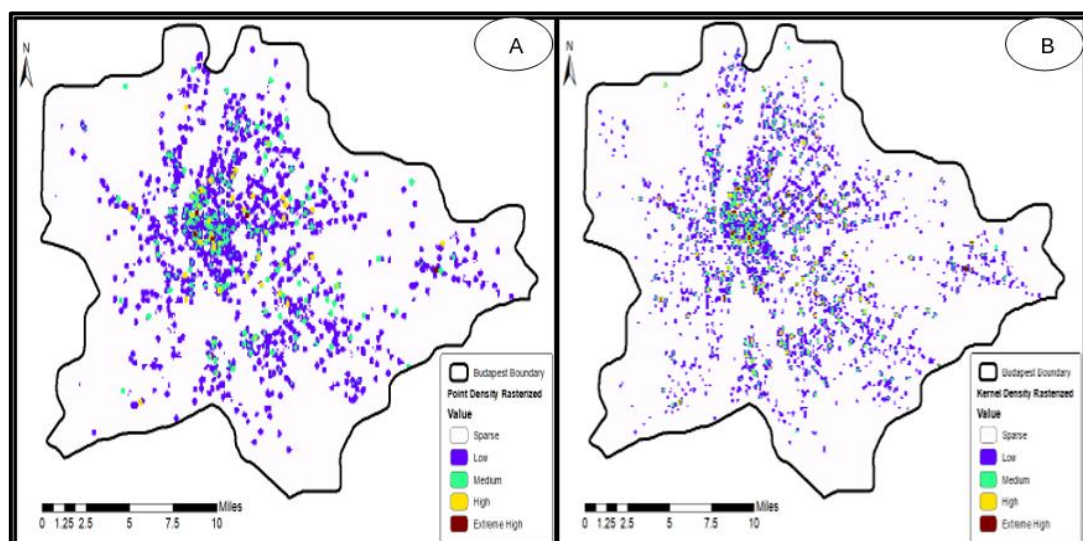 A
N
Budapest Boundary
Point Density Rasterized
Value
Sparse
Low
Medium
High
Extreme High
Miles
0 1.25 2.5 5 7.5 10
B
N
Budapest Boundary
Kernel Density Rasterized
Value
Sparse
Low
Medium
High
Extreme High
Miles
0 1.25 2.5 5 7.5 10